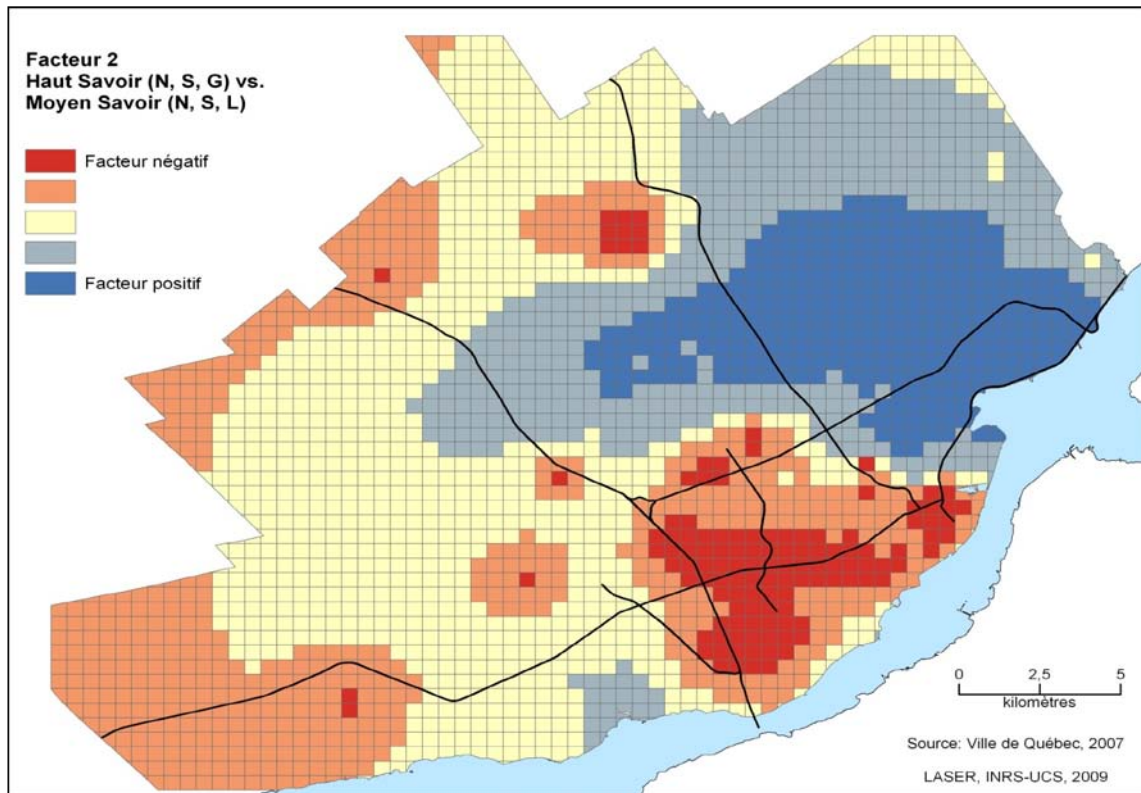 Facteur 2
Haut Savoir (N, S, G) vs.
Moyen Savoir (N, S, L)
Facteur négatif
Facteur positif
0 2,5 5
kilomètres
Source: Ville de Québec, 2007
LASER, INRS-UCS, 2009